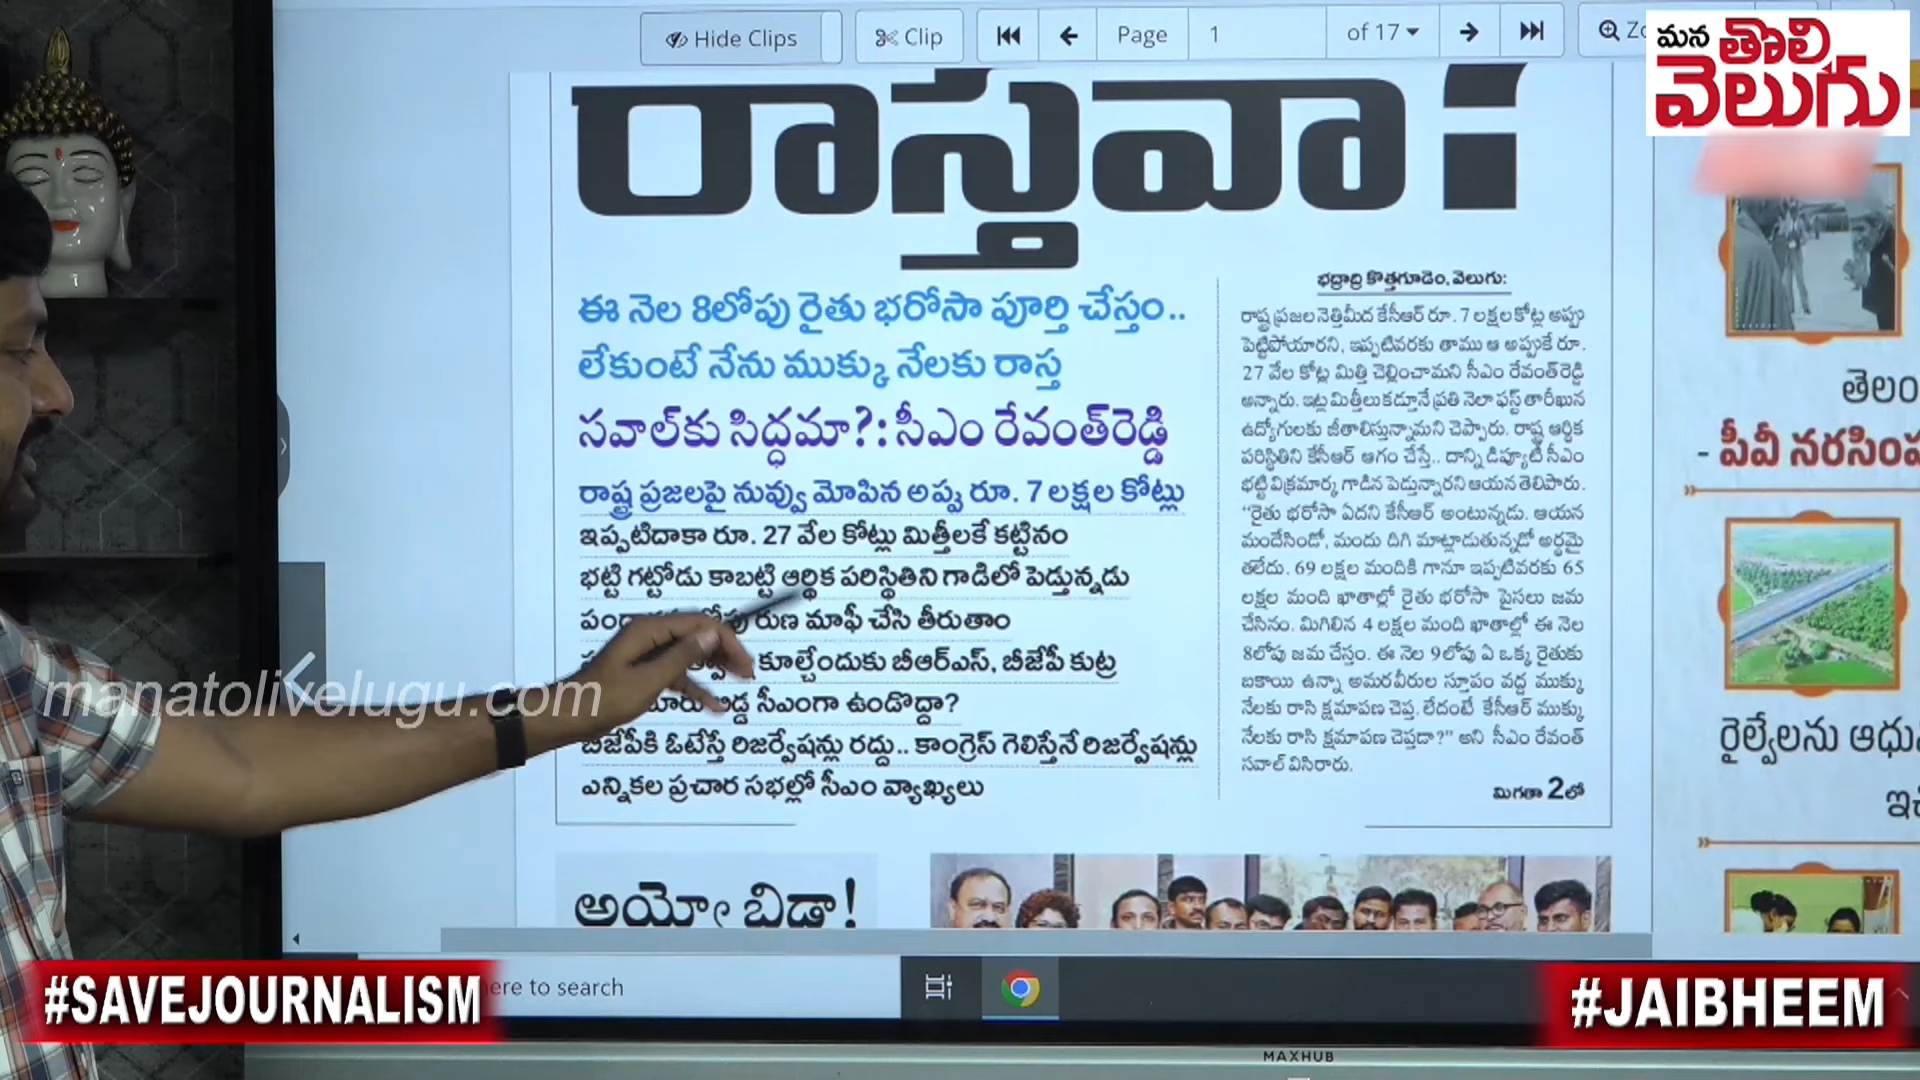 Hide Clips
Clip
Page
1
of 17
మన
తొలి
వెలుగు
రాస్తవా?
ఈ నెల 8లోపు రైతు భరోసా పూర్తి చేస్తం..
లేకుంటే నేను ముక్కు నేలకు రాస్త
సవాల్‌కు సిద్ధమా?: సీఎం రేవంత్‌రెడ్డి
రాష్ట్ర ప్రజలపై నువ్వు మోపిన అప్పు రూ. 7 లక్షల కోట్లు
ఇప్పటిదాకా రూ. 27 వేల కోట్లు మిత్తీలకే కట్టినం
భట్టి గట్టోడు కాబట్టి ఆర్థిక పరిస్థితిని గాడిలో పెడ్తున్నడు
రుణ మాఫీ చేసి తీరుతాం
కూల్చేందుకు బీఆర్ఎస్, బీజేపీ కుట్ర
బిడ్డ సీఎంగా ఉండొద్దా?
బీజేపీకి ఓటేస్తే రిజర్వేషన్లు రద్దు.. కాంగ్రెస్ గెలిస్తేనే రిజర్వేషన్లు
ఎన్నికల ప్రచార సభల్లో సీఎం వ్యాఖ్యలు
భద్రాద్రి కొత్తగూడెం, వెలుగు:
రాష్ట్ర ప్రజల నెత్తిమీద కేసీఆర్ రూ. 7 లక్షల కోట్ల అప్పు
పెట్టిపోయారని, ఇప్పటివరకు తాము ఆ అప్పుకే రూ.
27 వేల కోట్ల మిత్తి చెల్లించామని సీఎం రేవంత్‌రెడ్డి
అన్నారు. ఇట్ల మిత్తీలు కడ్తూనే ప్రతి నెలా ఫస్ట్ తారీఖున
ఉద్యోగులకు జీతాలిస్తున్నామని చెప్పారు. రాష్ట్ర ఆర్థిక
పరిస్థితిని కేసీఆర్ ఆగం చేస్తే.. దాన్ని డిప్యూటీ సీఎం
భట్టి విక్రమార్క గాడిన పెడ్తున్నారని ఆయన తెలిపారు.
“రైతు భరోసా ఏదని కేసీఆర్ అంటున్నడు. ఆయన
మందేసిండో, మందు దిగి మాట్లాడుతున్నడో అర్థమై
తలేదు. 69 లక్షల మందికి గానూ ఇప్పటివరకు 65
లక్షల మంది ఖాతాల్లో రైతు భరోసా పైసలు జమ
చేసినం. మిగిలిన 4 లక్షల మంది ఖాతాల్లో ఈ నెల
8లోపు జమ చేస్తం. ఈ నెల 9లోపు ఏ ఒక్క రైతుకు
బకాయి ఉన్నా అమరవీరుల స్తూపం వద్ద ముక్కు
నేలకు రాసి క్షమాపణ చెప్త. లేదంటే కేసీఆర్ ముక్కు
నేలకు రాసి క్షమాపణ చెప్తడా?” అని సీఎం రేవంత్
సవాల్ విసిరారు.
మిగతా 2లో
- పీవీ
రైల్వేలను
manatolivelugu.com
అయ్యో బిడ్డా!
#SAVEJOURNALISM
to search
#JAIBHEEM
MAXHUB